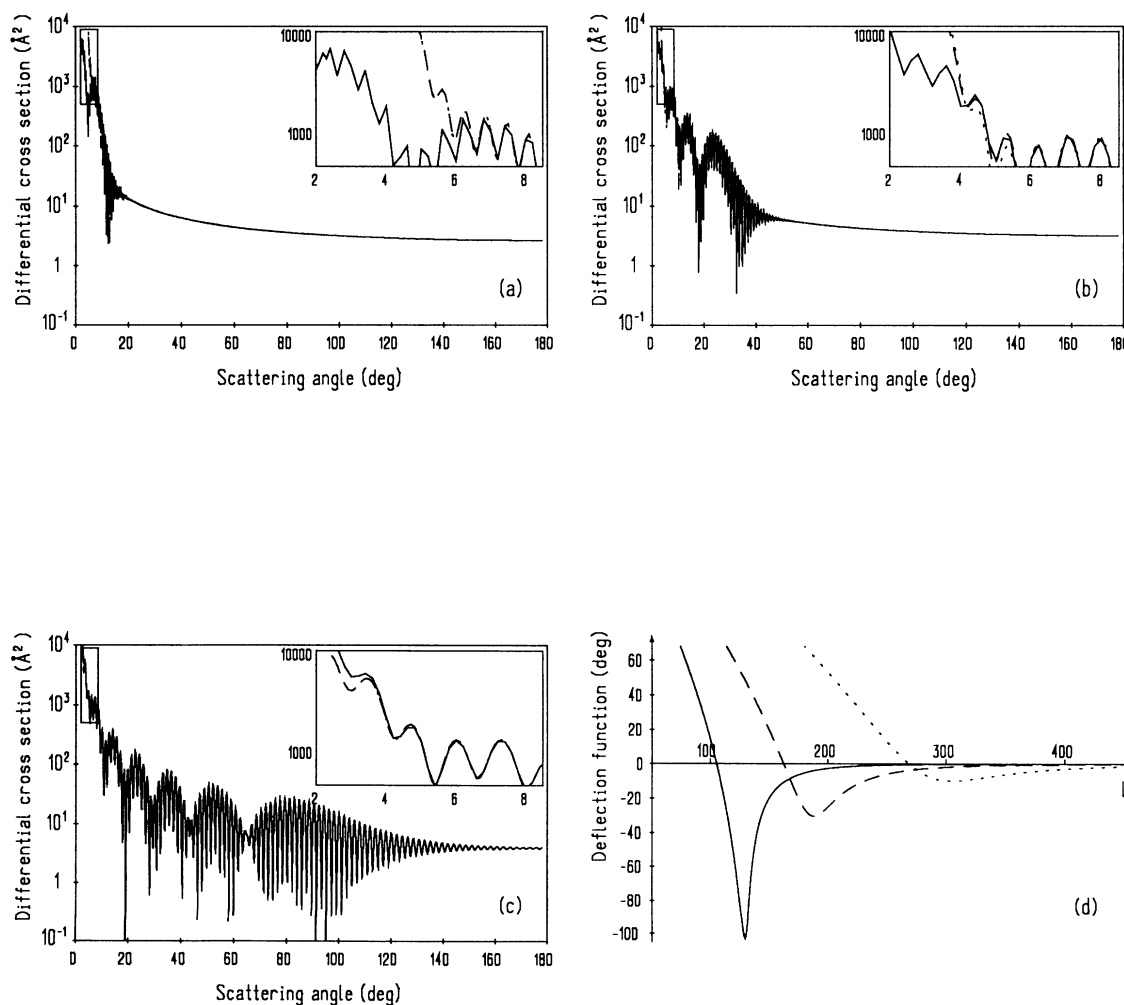 Differential cross section (Å²)
10⁴
10³
10²
10¹
1
10⁻¹
10000
1000
2 4 6 8
(a)
0 20 40 60 80 100 120 140 160 180
Scattering angle (deg)
Differential cross section (Å²)
10⁴
10³
10²
10¹
1
10⁻¹
10000
1000
2 4 6 8
(b)
0 20 40 60 80 100 120 140 160 180
Scattering angle (deg)
Differential cross section (Å²)
10⁴
10³
10²
10¹
1
10⁻¹
10000
1000
2 4 6 8
(c)
0 20 40 60 80 100 120 140 160 180
Scattering angle (deg)
Deflection function (deg)
60
40
20
0
-20
-40
-60
-80
-100
100 200 300 400
(d)